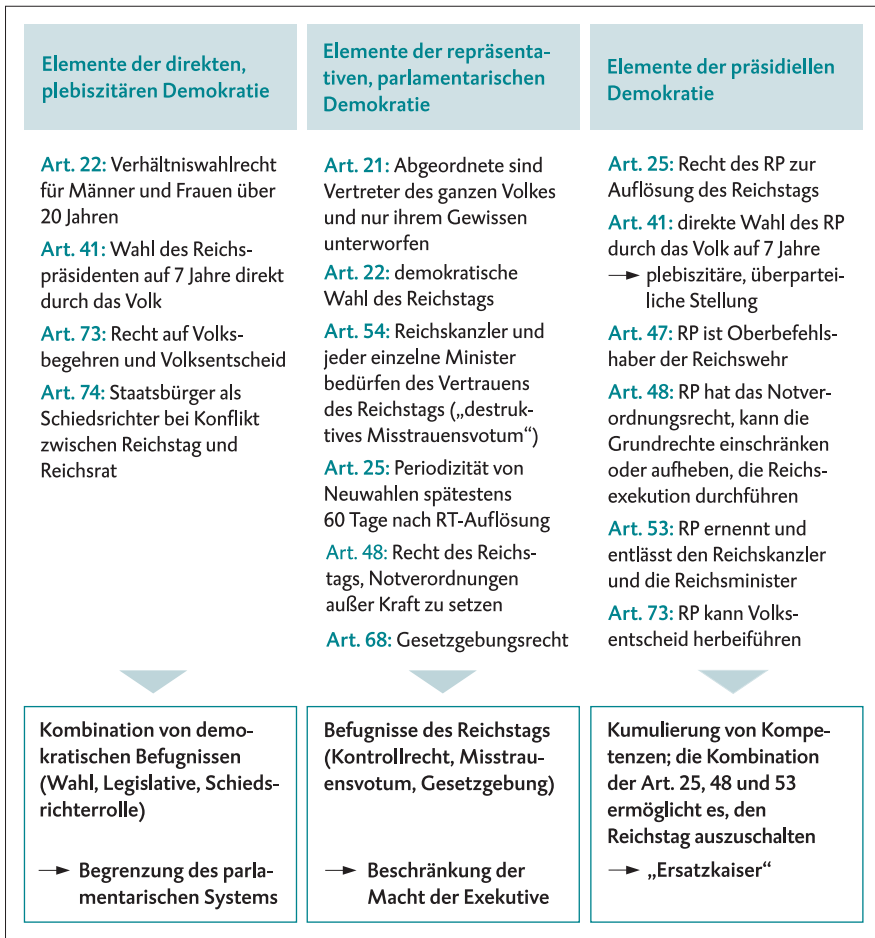 Elemente der direkten,
plebiszitären Demokratie
Art. 22: Verhältniswahlrecht
für Männer und Frauen über
20 Jahren
Art. 41: Wahl des Reichs-
präsidenten auf 7 Jahre direkt
durch das Volk
Art. 73: Recht auf Volks-
begehren und Volksentscheid
Art. 74: Staatsbürger als
Schiedsrichter bei Konflikt
zwischen Reichstag und
Reichsrat
Kombination von demo-
kratischen Befugnissen
(Wahl, Legislative, Schieds-
richterrolle)
→ Begrenzung des parla-
mentarischen Systems
Elemente der repräsenta-
tiven, parlamentarischen
Demokratie
Art. 21: Abgeordnete sind
Vertreter des ganzen Volkes
und nur ihrem Gewissen
unterworfen
Art. 22: demokratische
Wahl des Reichstags
Art. 54: Reichskanzler und
jeder einzelne Minister
bedürfen des Vertrauens
des Reichstags („destruk-
tives Misstrauensvotum“)
Art. 25: Periodizität von
Neuwahlen spätestens
60 Tage nach RT-Auflösung
Art. 48: Recht des Reichs-
tags, Notverordnungen
außer Kraft zu setzen
Art. 68: Gesetzgebungsrecht
Befugnisse des Reichstags
(Kontrollrecht, Misstrau-
ensvotum, Gesetzgebung)
→ Beschränkung der
Macht der Exekutive
Elemente der präsidiellen
Demokratie
Art. 25: Recht des RP zur
Auflösung des Reichstags
Art. 41: direkte Wahl des RP
durch das Volk auf 7 Jahre
→ plebiszitäre, überpartei-
liche Stellung
Art. 47: RP ist Oberbefehls-
haber der Reichswehr
Art. 48: RP hat das Notver-
ordnungsrecht, kann die
Grundrechte einschränken
oder aufheben, die Reichs-
exekution durchführen
Art. 53: RP ernennt und
entlässt den Reichskanzler
und die Reichsminister
Art. 73: RP kann Volks-
entscheid herbeiführen
Kumulierung von Kompe-
tenzen; die Kombination
der Art. 25, 48 und 53
ermöglicht es, den
Reichstag auszuschalten
→ „Ersatzkaiser“